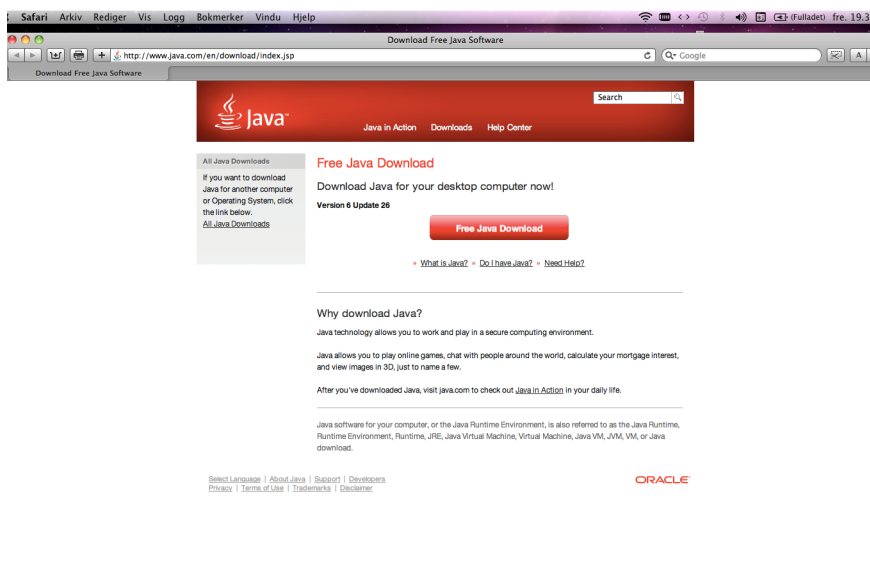 Safari Arkiv Rediger Vis Logg Bokmerker Vindu Hjelp (Fulladet) fre. 19.3
Download Free Java Software
http://www.java.com/en/download/index.jsp Google A
Download Free Java Software
Java™
Search
Java in Action Downloads Help Center
All Java Downloads
If you want to download
Java for another computer
or Operating System, click
the link below.
All Java Downloads
Free Java Download
Download Java for your desktop computer now!
Version 6 Update 26
Free Java Download
» What is Java? » Do I have Java? » Need Help?
Why download Java?
Java technology allows you to work and play in a secure computing environment.
Java allows you to play online games, chat with people around the world, calculate your mortgage interest,
and view images in 3D, just to name a few.
After you've downloaded Java, visit java.com to check out Java in Action in your daily life.
Java software for your computer, or the Java Runtime Environment, is also referred to as the Java Runtime,
Runtime Environment, Runtime, JRE, Java Virtual Machine, Virtual Machine, Java VM, JVM, VM, or Java
download.
Select Language | About Java | Support | Developers
Privacy | Terms of Use | Trademarks | Disclaimer
ORACLE